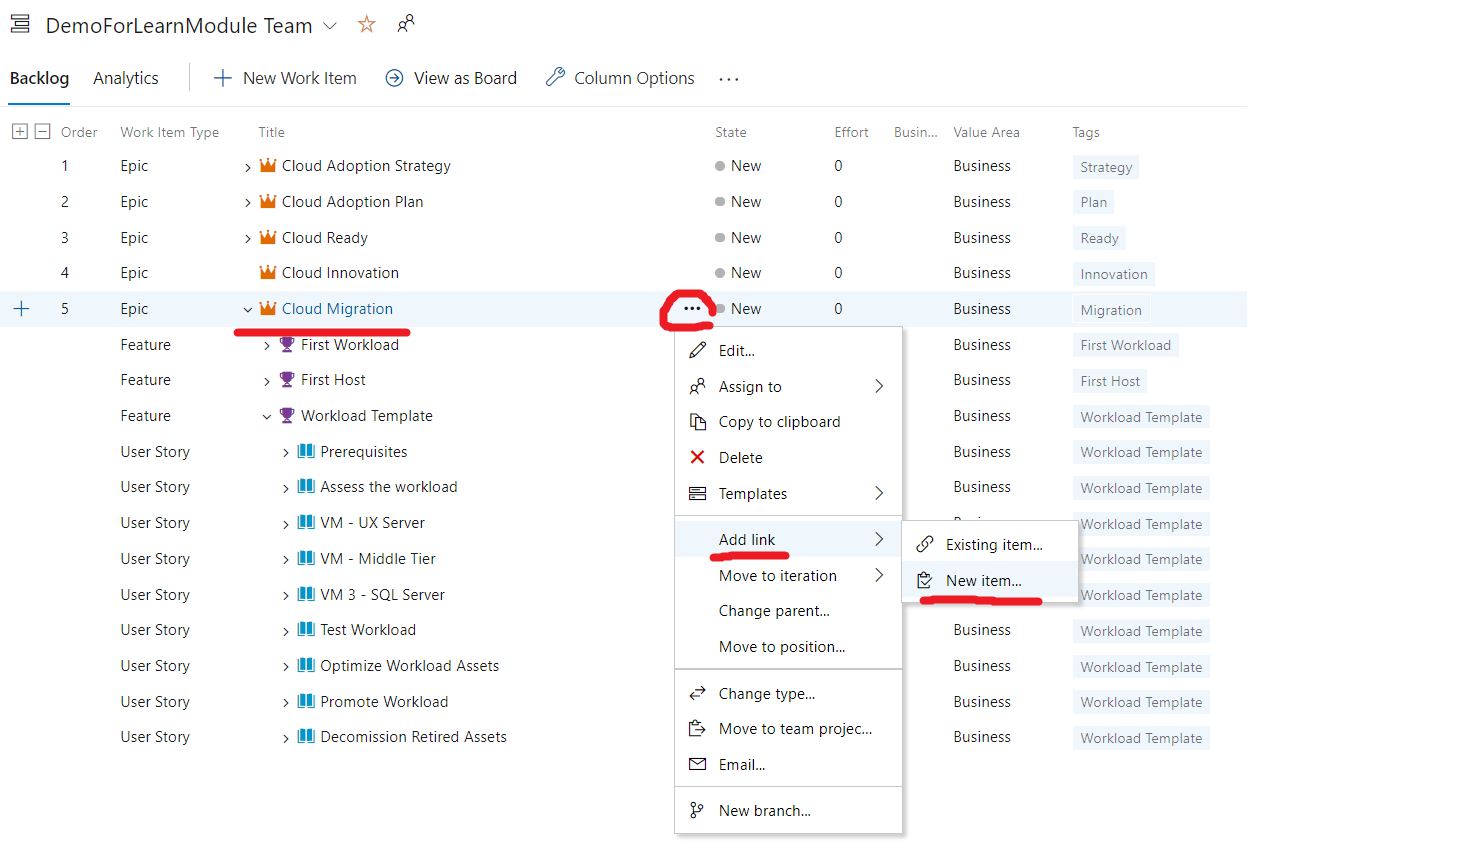 DemoForLearnModule Team
Backlog Analytics New Work Item View as Board Column Options ...
Order Work Item Type Title State Effort Busin... Value Area Tags
1 Epic Cloud Adoption Strategy New 0 Business Strategy
2 Epic Cloud Adoption Plan New 0 Business Plan
3 Epic Cloud Ready New 0 Business Ready
4 Epic Cloud Innovation New 0 Business Innovation
5 Epic Cloud Migration ... New 0 Business Migration
Feature First Workload Business First Workload
Feature First Host Business First Host
Feature Workload Template Business Workload Template
User Story Prerequisites Business Workload Template
User Story Assess the workload Business Workload Template
User Story VM - UX Server Workload Template
User Story VM - Middle Tier Workload Template
User Story VM 3 - SQL Server Workload Template
User Story Test Workload Business Workload Template
User Story Optimize Workload Assets Business Workload Template
User Story Promote Workload Business Workload Template
User Story Decomission Retired Assets Business Workload Template
Edit...
Assign to
Copy to clipboard
Delete
Templates
Add link
Move to iteration
Change parent...
Move to position...
Change type...
Move to team projec...
Email...
New branch...
Existing item...
New item...